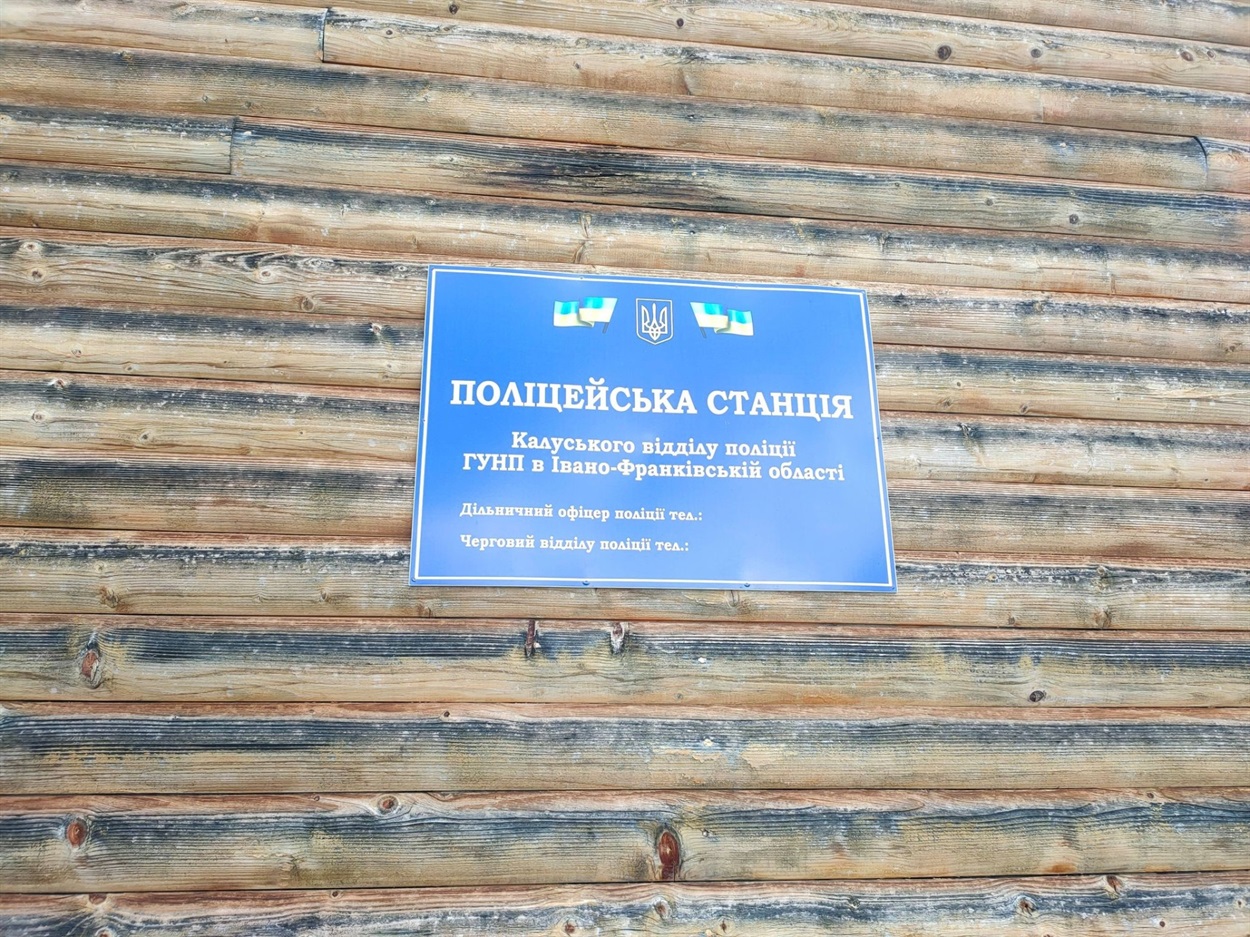 ПОЛІЦЕЙСЬКА СТАНЦІЯ
Калуського відділу поліції
ГУНП в Івано-Франківській області
Дільничний офіцер поліції тел.:
Черговий відділу поліції тел.: